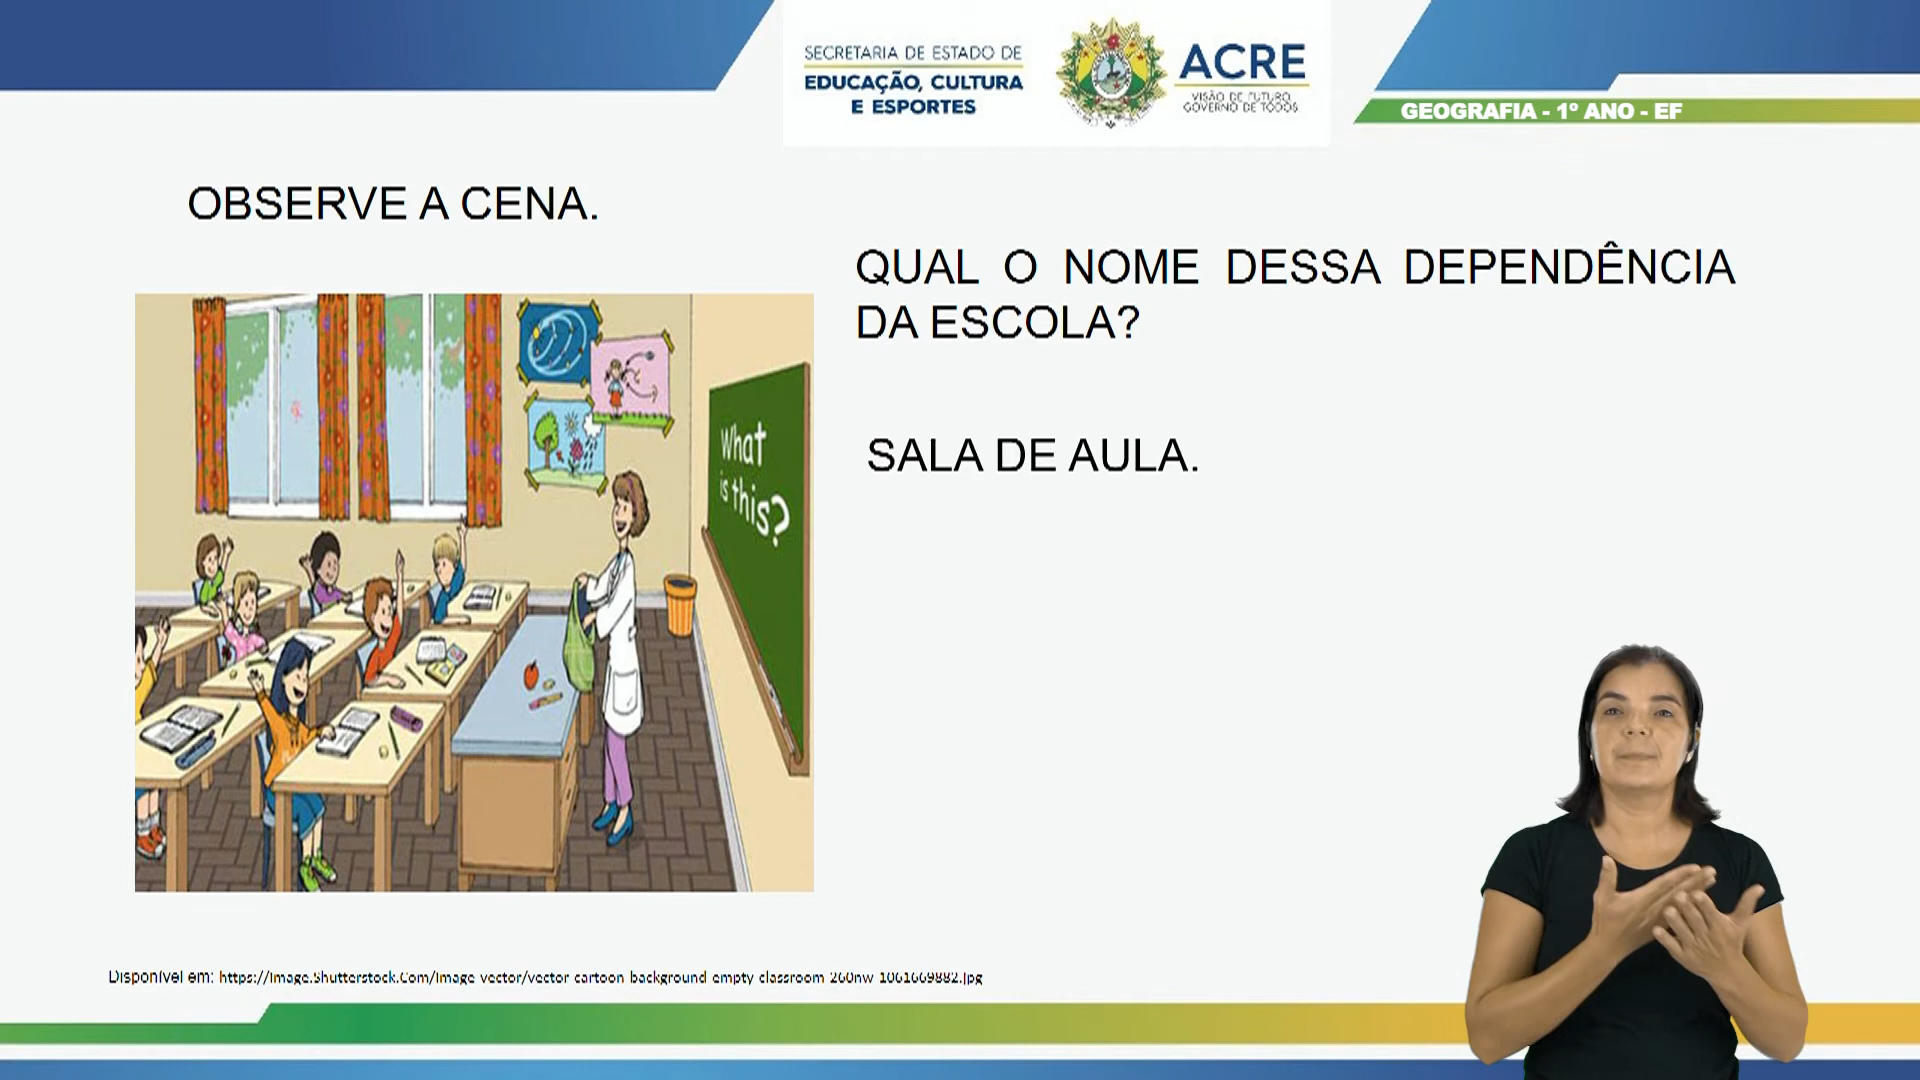 SECRETARIA DE ESTADO DE
EDUCAÇÃO, CULTURA
E ESPORTES
ACRE
VISÃO DE FUTURO,
GOVERNO DE TODOS
GEOGRAFIA - 1º ANO - EF
OBSERVE A CENA.
QUAL O NOME DESSA DEPENDÊNCIA
DA ESCOLA?
SALA DE AULA.
What
is this?
Disponível em: https://image.Shutterstock.Com/image-vector/vector-cartoon-background-empty-classroom-260nw-1061669882.jpg